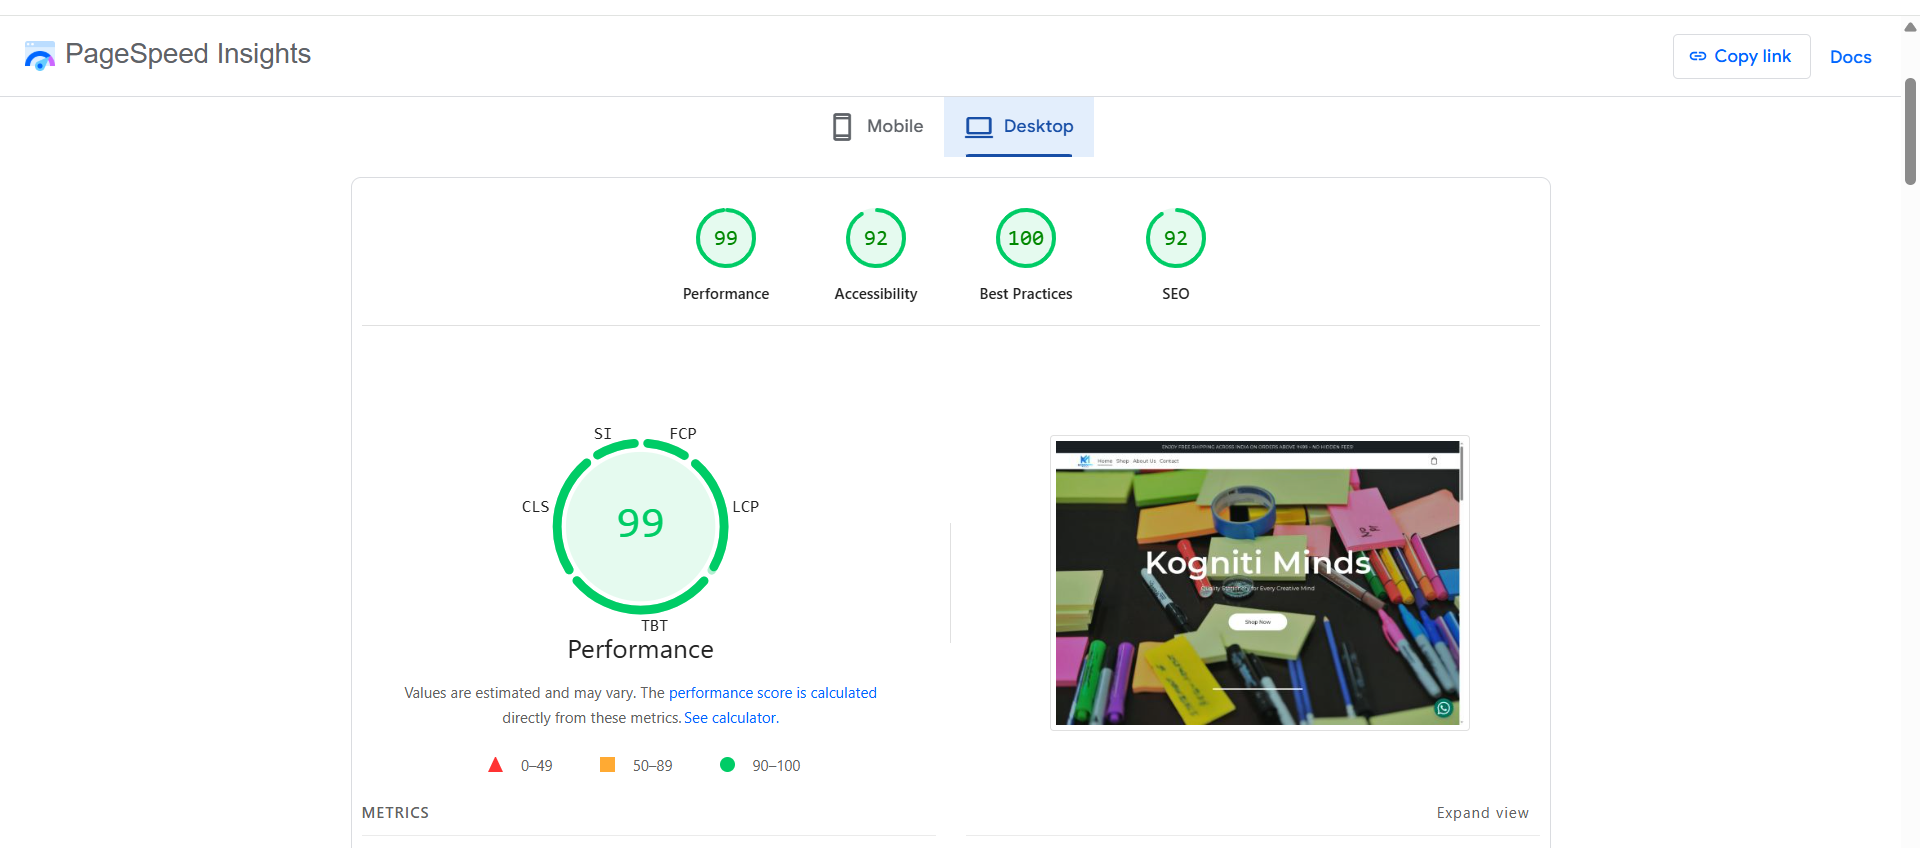 PageSpeed Insights
Copy link
Docs
Mobile
Desktop
99
92
100
92
Performance
Accessibility
Best Practices
SEO
SI
FCP
CLS
LCP
99
TBT
Performance
Values are estimated and may vary. The performance score is calculated
directly from these metrics. See calculator.
0–49
50–89
90–100
ENJOY FREE SHIPPING ACROSS INDIA ON ORDERS ABOVE ₹499 - NO HIDDEN FEES!
Home Shop About Us Contact
Kogniti Minds
Quality Stationery for Every Creative Mind
Shop Now
METRICS
Expand view